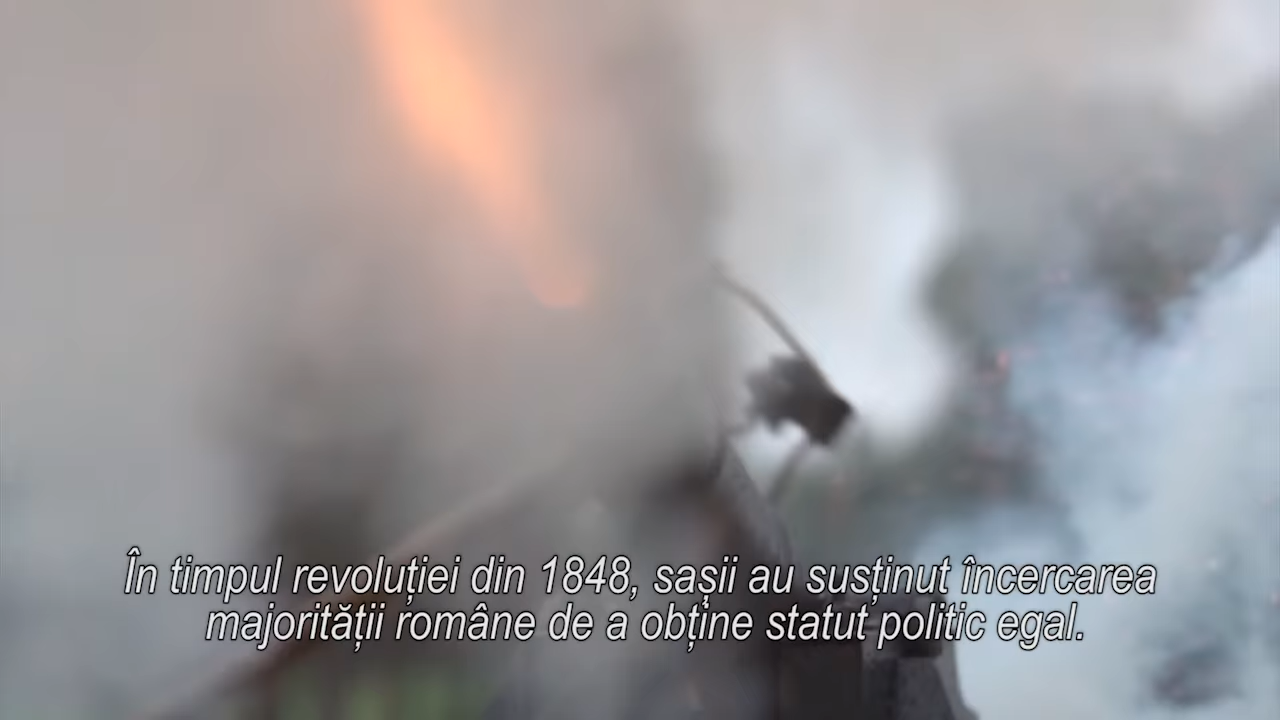 În timpul revoluției din 1848, sașii au susținut încercarea
majorității române de a obține statut politic egal.